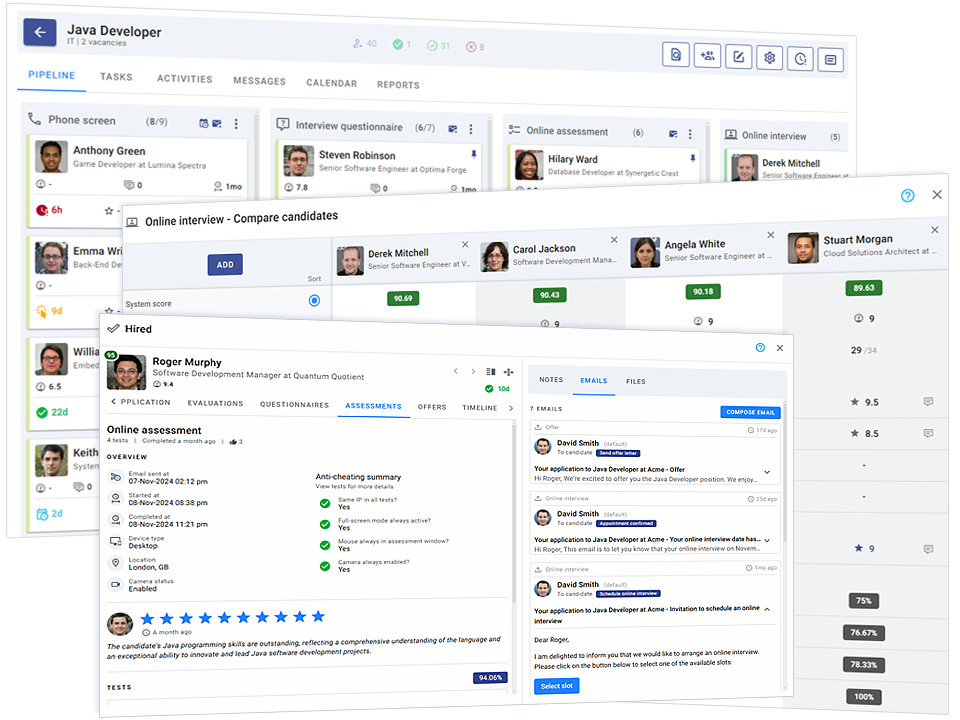 Java Developer
IT | 2 vacancies
40
1
31
8
PIPELINE
TASKS
ACTIVITIES
MESSAGES
CALENDAR
REPORTS
Phone screen
(8/9)
Anthony Green
Game Developer at Lumina Spectra
-
0
1mo
6h
-
Emma Wri
Back-End De
-
9d
Willia
Embed
6.5
22d
Keith
System
-
0
2d
Interview questionnaire
(6/7)
Steven Robinson
Senior Software Engineer at Optima Forge
7.8
0
1mo
Online assessment
(6)
Hilary Ward
Database Developer at Synergetic Crest
Online interview
(5)
Derek Mitchell
Senior Software Engineer at
Online interview - Compare candidates
ADD
Sort
System score
Derek Mitchell
Senior Software Engineer at V...
90.69
Carol Jackson
Software Development Mana...
90.43
9
Angela White
Senior Software Engineer at ...
90.18
9
Stuart Morgan
Cloud Solutions Architect at ...
89.63
9
29 /34
9.5
8.5
-
-
9
75%
76.67%
78.33%
100%
Hired
95
Roger Murphy
Software Development Manager at Quantum Quotient
9.4
10d
PPLICATION
EVALUATIONS
QUESTIONNAIRES
ASSESSMENTS
OFFERS
TIMELINE
Online assessment
4 tests | Completed a month ago | 3
OVERVIEW
Email sent at
07-Nov-2024 02:12 pm
Started at
08-Nov-2024 08:38 pm
Completed at
08-Nov-2024 11:21 pm
Device type
Desktop
Location
London, GB
Camera status
Enabled
Anti-cheating summary
View tests for more details
Same IP in all tests?
Yes
Full-screen mode always active?
Yes
Mouse always in assessment window?
Yes
Camera always enabled?
Yes
A month ago
The candidate's Java programming skills are outstanding, reflecting a comprehensive understanding of the language and
an exceptional ability to innovate and lead Java software development projects.
TESTS
94.06%
NOTES
EMAILS
FILES
7 EMAILS
COMPOSE EMAIL
Offer
17d ago
David Smith (default)
To candidate Send offer letter
Your application to Java Developer at Acme - Offer
Hi Roger, We're excited to offer you the Java Developer position. We enjoy...
Online interview
25d ago
David Smith (default)
To candidate Appointment confirmed
Your application to Java Developer at Acme - Your online interview date has...
Hi Roger, This email is to let you know that your online interview on Novem...
Online interview
1mo ago
David Smith (default)
To candidate Schedule online interview
Your application to Java Developer at Acme - Invitation to schedule an online
interview
Dear Roger,
I am delighted to inform you that we would like to arrange an online interview.
Please click on the button below to select one of the available slots:
Select slot